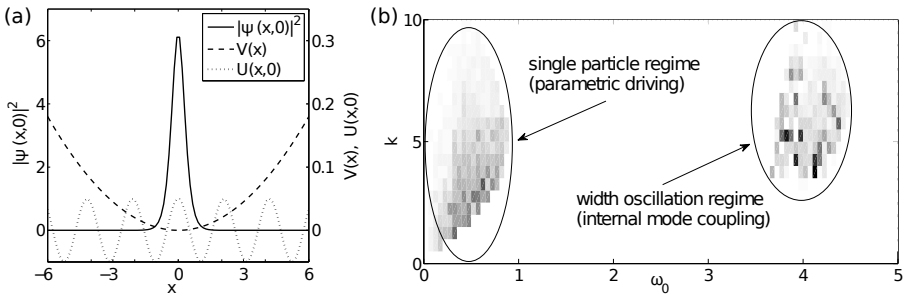 (a)
|ψ(x,0)|²
V(x)
U(x,0)
6
4
2
0
|ψ(x,0)|²
0.3
0.2
0.1
0
V(x), U(x,0)
−6 −3 0 3 6
x
(b)
10
5
0
k
single particle regime
(parametric driving)
width oscillation regime
(internal mode coupling)
0 1 2 3 4 5
ω₀